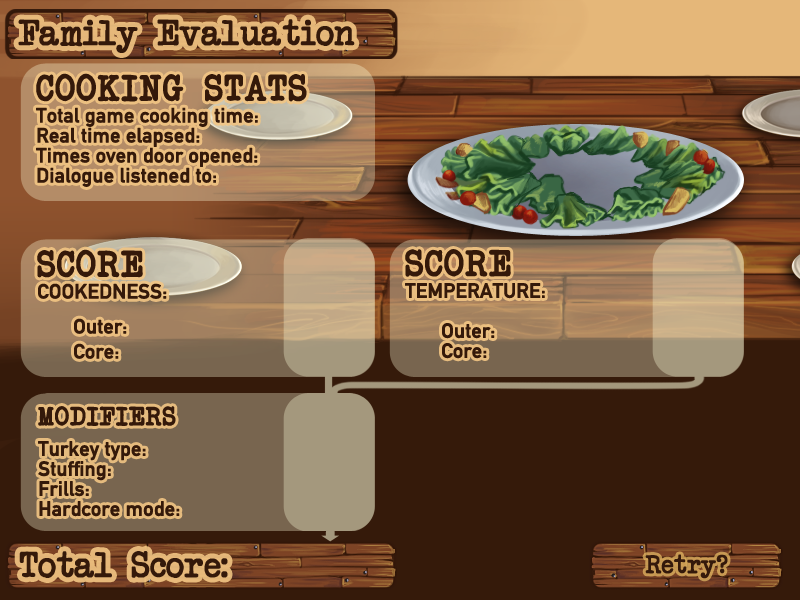 Family Evaluation
COOKING STATS
Total game cooking time:
Real time elapsed:
Times oven door opened:
Dialogue listened to:
SCORE
COOKEDNESS:
Outer:
Core:
SCORE
TEMPERATURE:
Outer:
Core:
MODIFIERS
Turkey type:
Stuffing:
Frills:
Hardcore mode:
Total Score:
Retry?